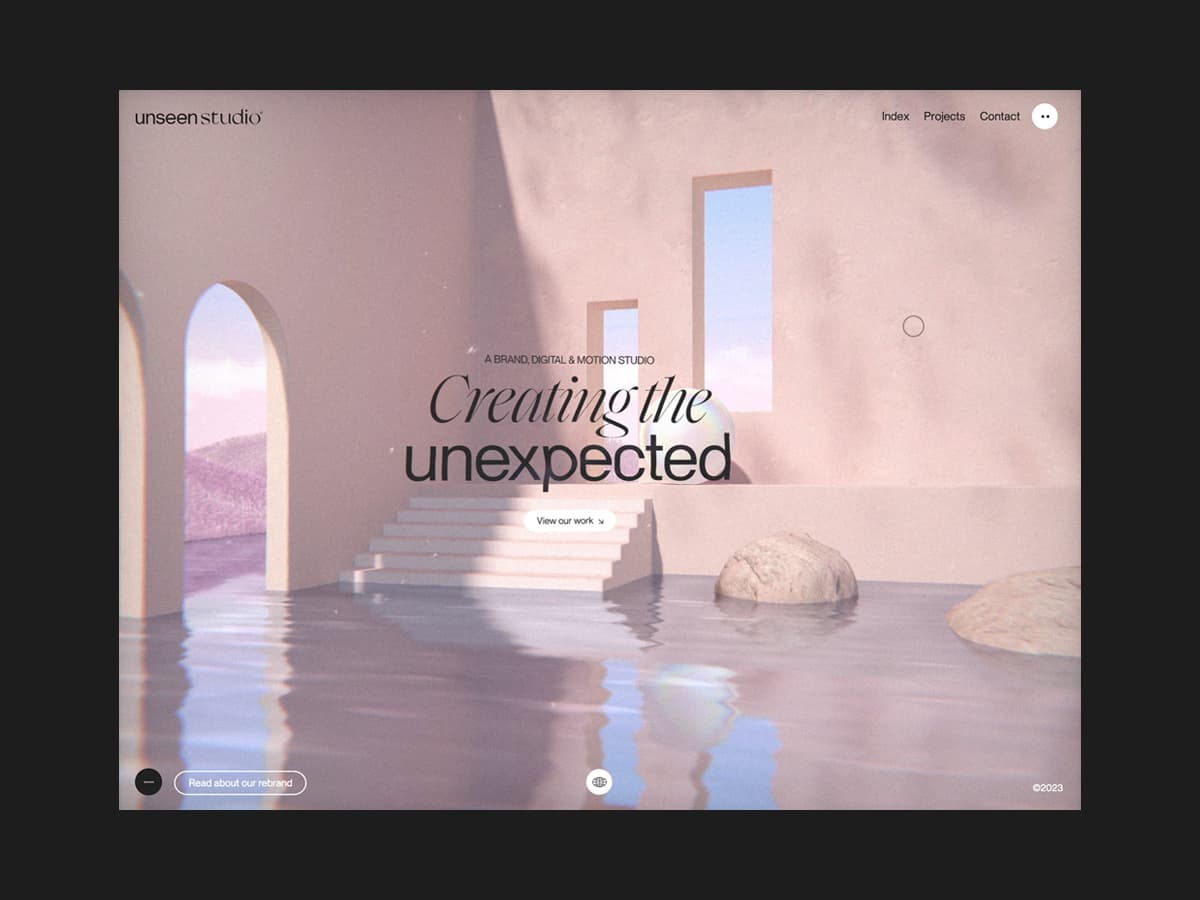 unseen studio®
Index Projects Contact
A BRAND, DIGITAL & MOTION STUDIO
Creating the
unexpected
View our work ↘
Read about our rebrand
©2023